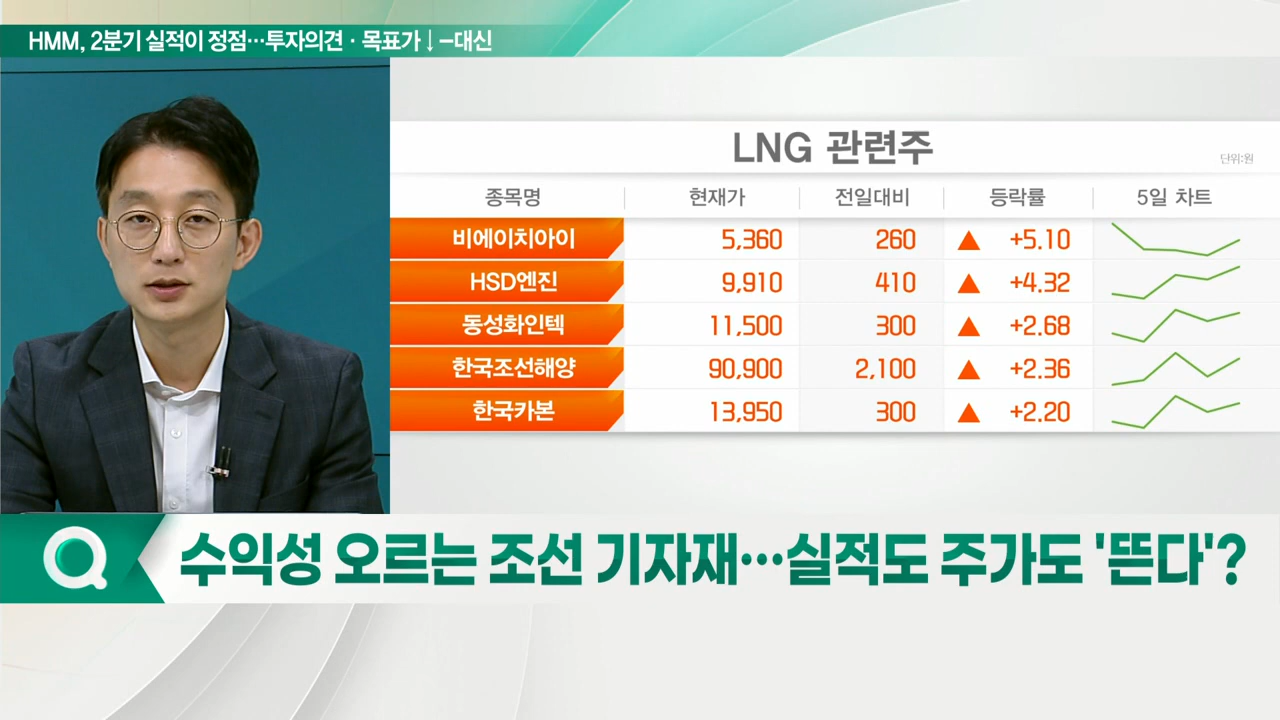 HMM, 2분기 실적이 정점…투자의견·목표가↓-대신
LNG 관련주
단위:원
종목명 현재가 전일대비 등락률 5일 차트
비에이치아이 5,360 260 ▲ +5.10
HSD엔진 9,910 410 ▲ +4.32
동성화인텍 11,500 300 ▲ +2.68
한국조선해양 90,900 2,100 ▲ +2.36
한국카본 13,950 300 ▲ +2.20
Q 수익성 오르는 조선 기자재…실적도 주가도 '뜬다'?